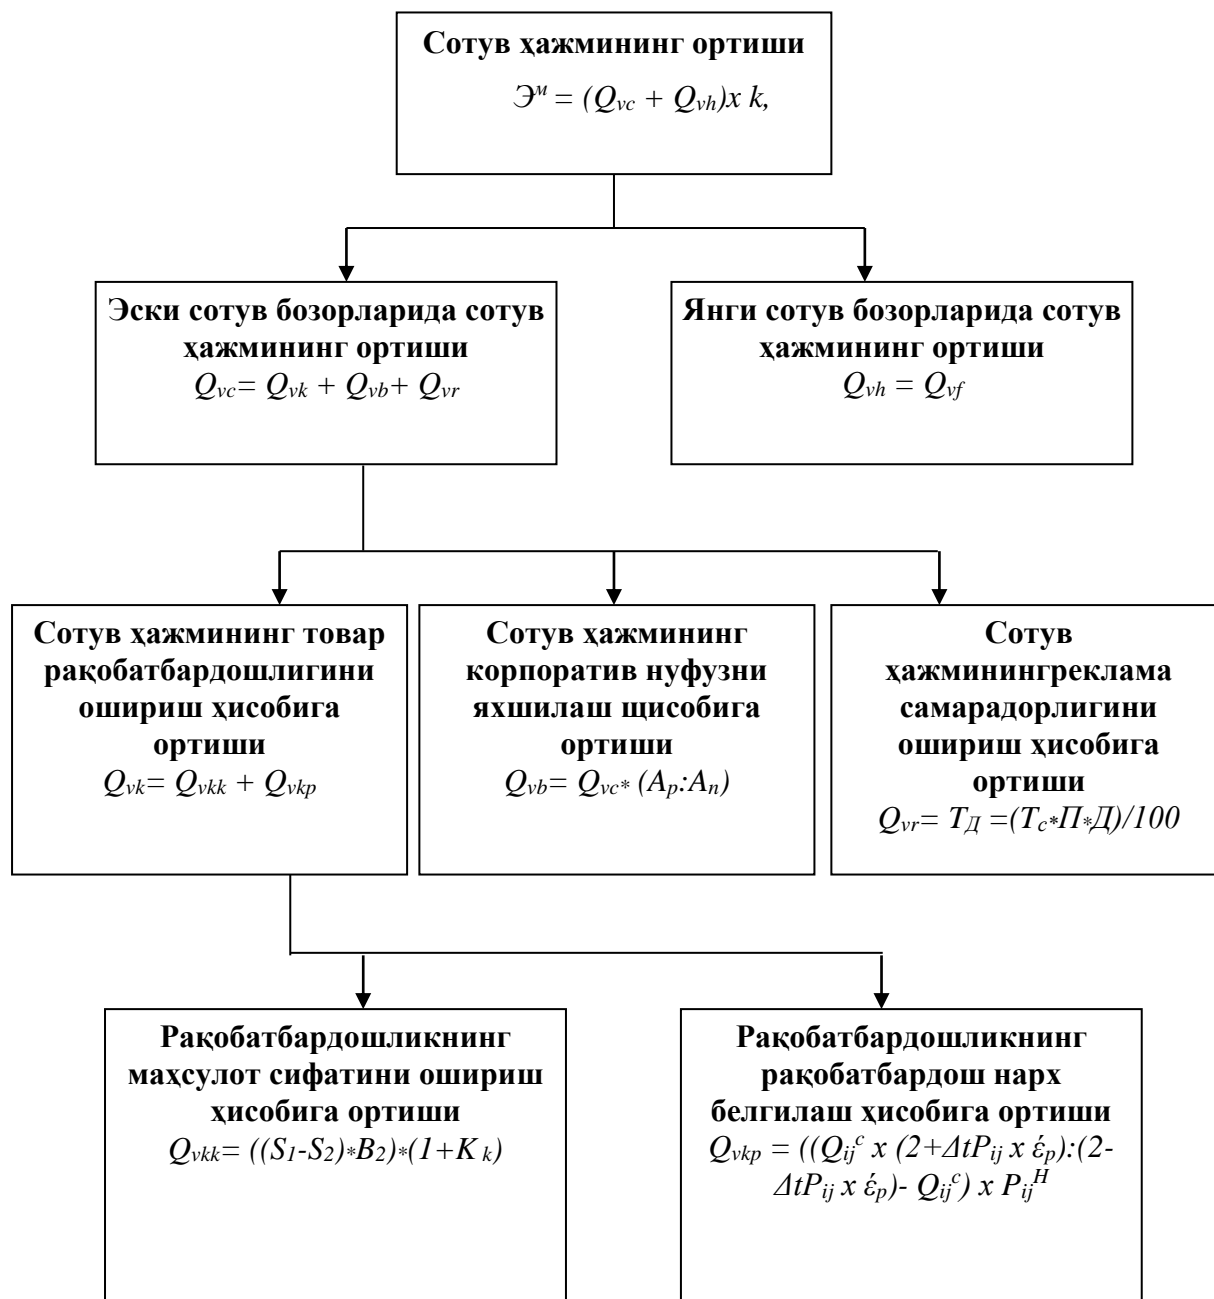 Сотув ҳажмининг ортиши
Эᴹ = (Qvc + Qvh)x k,
Эски сотув бозорларида сотув
ҳажмининг ортиши
Qvc= Qvk + Qvb+ Qvr
Янги сотув бозорларида сотув
ҳажмининг ортиши
Qvh = Qvf
Сотув ҳажмининг товар
рақобатбардошлигини
ошириш ҳисобига
ортиши
Qvk= Qvkk + Qvkp
Сотув ҳажмининг
корпоратив нуфузни
яхшилаш щисобига
ортиши
Qvb= Qvc* (Ap:An)
Сотув
ҳажминингреклама
самарадорлигини
ошириш ҳисобига
ортиши
Qvr= TД =(Tc*П*Д)/100
Рақобатбардошликнинг
маҳсулот сифатини ошириш
ҳисобига ортиши
Qvkk= ((S1-S2)*B2)*(1+K k)
Рақобатбардошликнинг
рақобатбардош нарх
белгилаш ҳисобига ортиши
Qvkp = ((Qijᶜ x (2+ΔtPij x έp):(2-
ΔtPij x έp)- Qijᶜ) x Pijᴴ